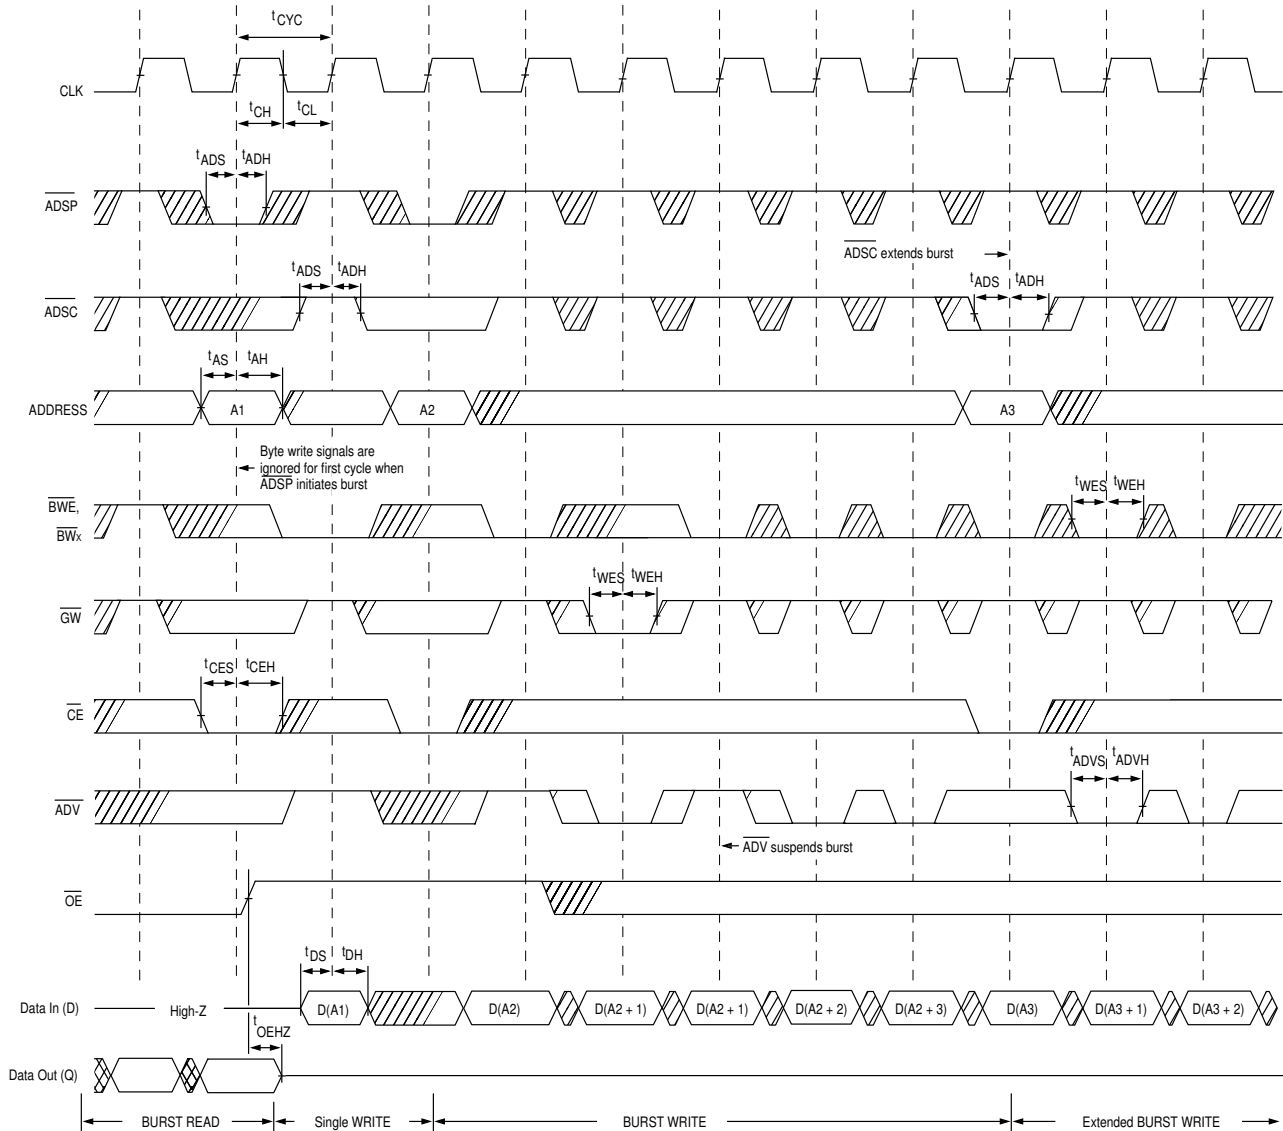 tCYC
CLK
tCH
tCL
tADS
tADH
ADSP
ADSC extends burst
tADS
tADH
tADS
tADH
ADSC
tAS
tAH
ADDRESS
A1
A2
A3
Byte write signals are
ignored for first cycle when
ADSP initiates burst
tWES
tWEH
BWE,
BWx
tWES
tWEH
GW
tCES
tCEH
CE
tADVS
tADVH
ADV
ADV suspends burst
OE
tDS
tDH
Data In (D)
High-Z
D(A1)
D(A2)
D(A2 + 1)
D(A2 + 1)
D(A2 + 2)
D(A2 + 3)
D(A3)
D(A3 + 1)
D(A3 + 2)
tOEHZ
Data Out (Q)
BURST READ
Single WRITE
BURST WRITE
Extended BURST WRITE